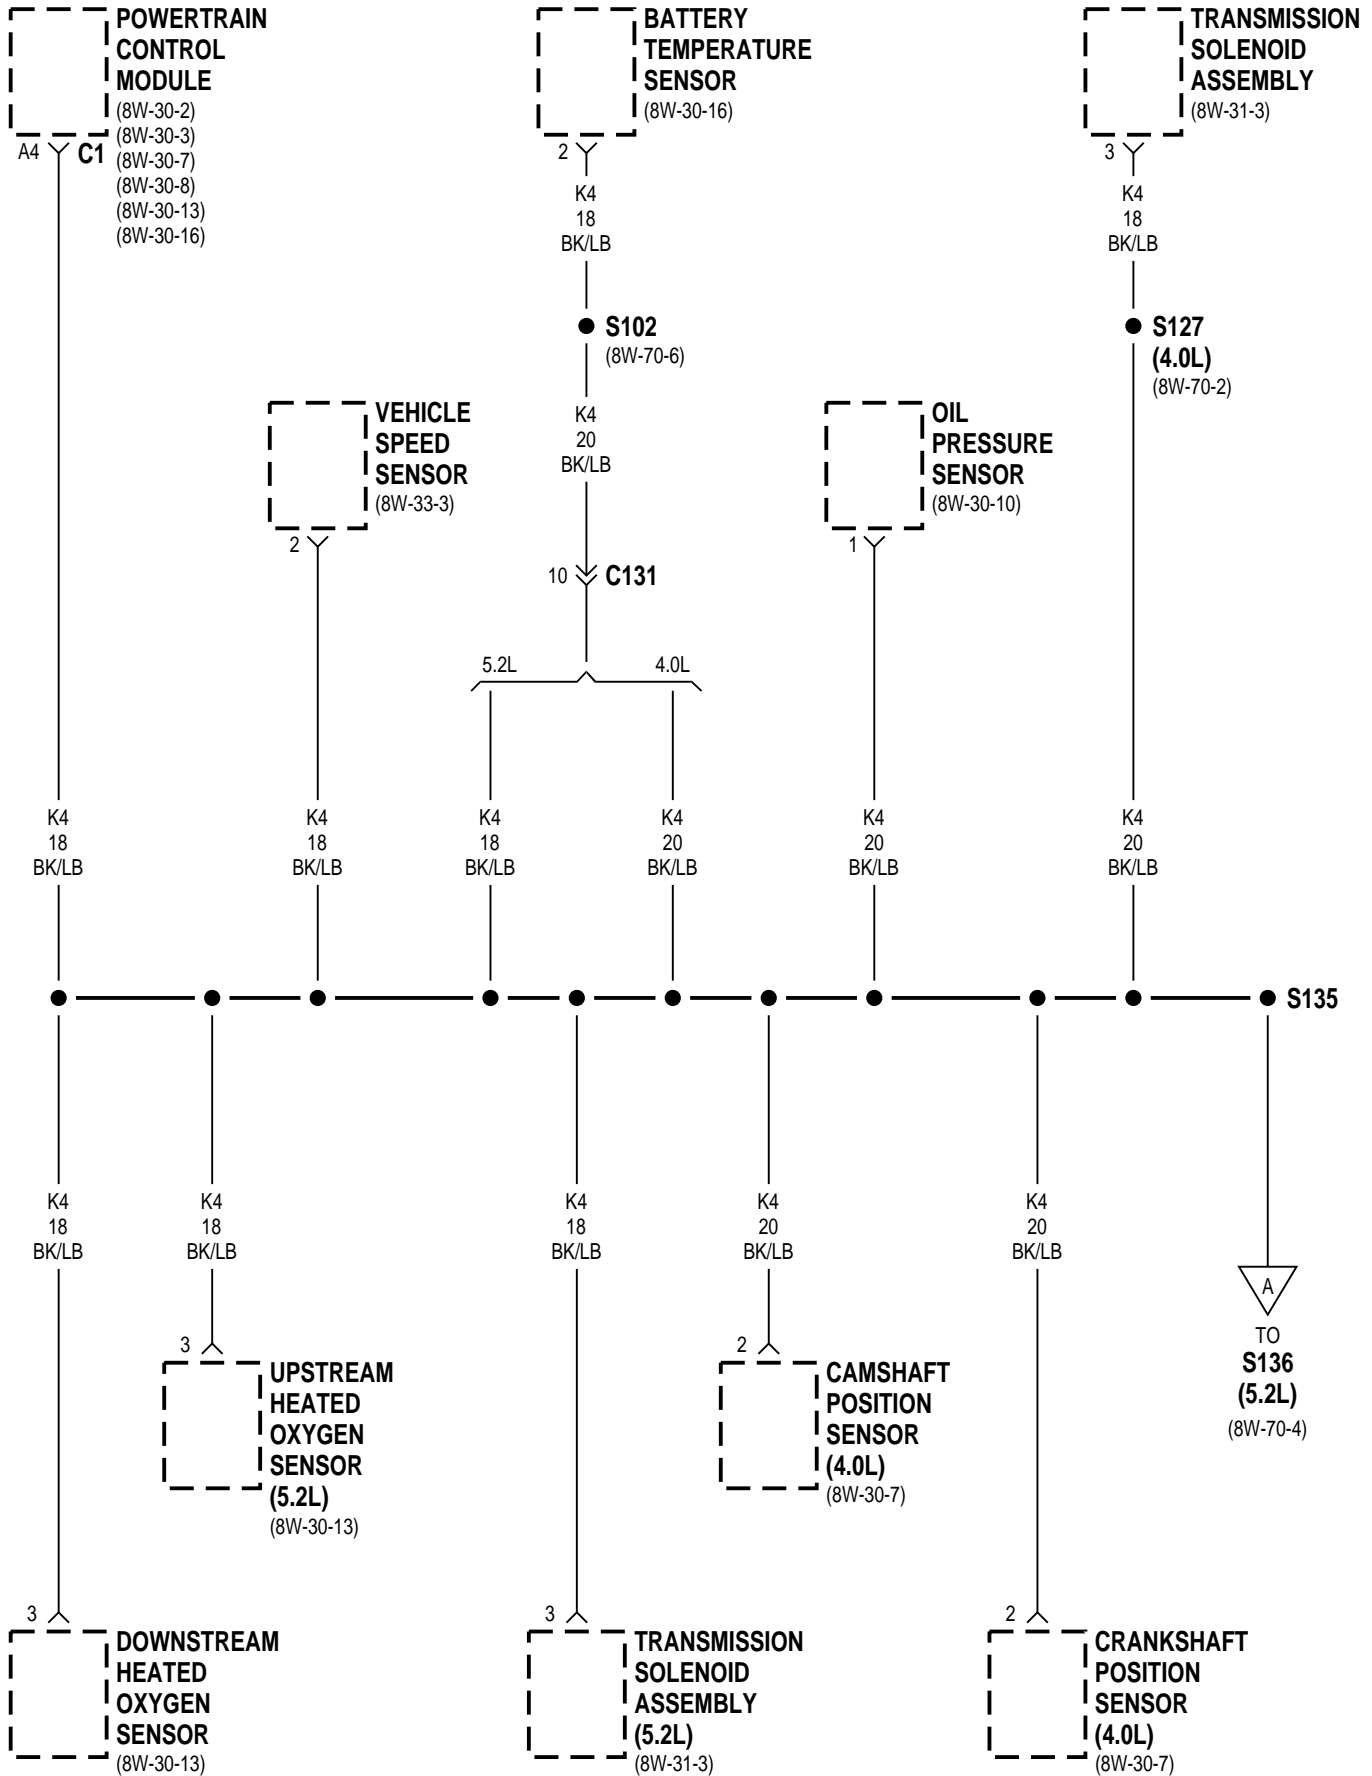 POWERTRAIN
CONTROL
MODULE
(8W-30-2)
(8W-30-3)
(8W-30-7)
(8W-30-8)
(8W-30-13)
(8W-30-16)
A4
C1
BATTERY
TEMPERATURE
SENSOR
(8W-30-16)
2
K4
18
BK/LB
S102
(8W-70-6)
K4
20
BK/LB
10
C131
5.2L
4.0L
TRANSMISSION
SOLENOID
ASSEMBLY
(8W-31-3)
3
K4
18
BK/LB
S127
(4.0L)
(8W-70-2)
VEHICLE
SPEED
SENSOR
(8W-33-3)
2
OIL
PRESSURE
SENSOR
(8W-30-10)
1
K4
18
BK/LB
K4
18
BK/LB
K4
18
BK/LB
K4
20
BK/LB
K4
20
BK/LB
K4
20
BK/LB
S135
K4
18
BK/LB
K4
18
BK/LB
K4
18
BK/LB
K4
20
BK/LB
K4
20
BK/LB
A
TO
S136
(5.2L)
(8W-70-4)
3
UPSTREAM
HEATED
OXYGEN
SENSOR
(5.2L)
(8W-30-13)
2
CAMSHAFT
POSITION
SENSOR
(4.0L)
(8W-30-7)
3
DOWNSTREAM
HEATED
OXYGEN
SENSOR
(8W-30-13)
3
TRANSMISSION
SOLENOID
ASSEMBLY
(5.2L)
(8W-31-3)
2
CRANKSHAFT
POSITION
SENSOR
(4.0L)
(8W-30-7)